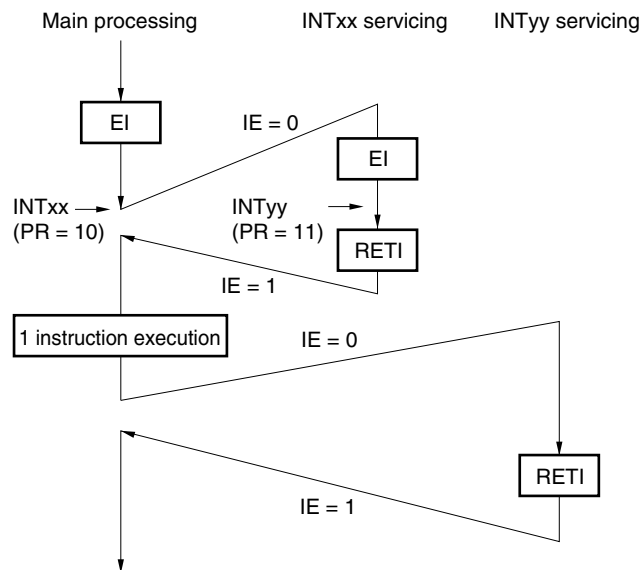 Main processing
INTxx servicing
INTyy servicing
EI
IE = 0
EI
INTxx
(PR = 10)
INTyy
(PR = 11)
RETI
IE = 1
1 instruction execution
IE = 0
RETI
IE = 1